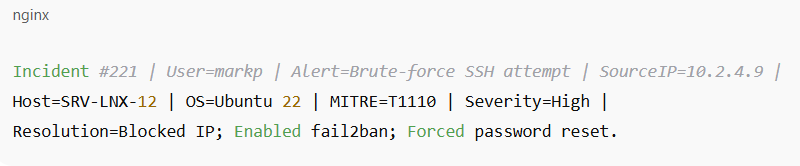 nginx
Incident #221 | User=markp | Alert=Brute-force SSH attempt | SourceIP=10.2.4.9 |
Host=SRV-LNX-12 | OS=Ubuntu 22 | MITRE=T1110 | Severity=High |
Resolution=Blocked IP; Enabled fail2ban; Forced password reset.